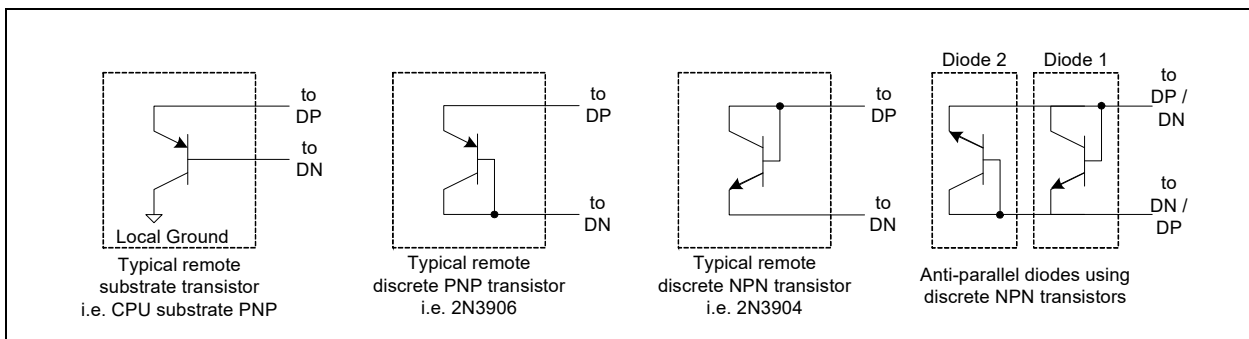 Diode 2
Diode 1
to
DP
to
DN
Local Ground
Typical remote
substrate transistor
i.e. CPU substrate PNP
to
DP
to
DN
Typical remote
discrete PNP transistor
i.e. 2N3906
to
DP
to
DN
Typical remote
discrete NPN transistor
i.e. 2N3904
to
DP /
DN
to
DN /
DP
Anti-parallel diodes using
discrete NPN transistors